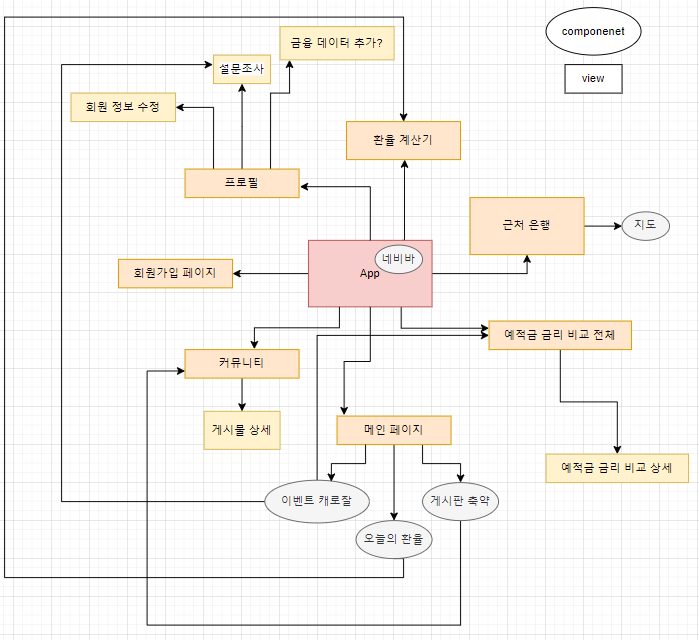 componenet
view
금융 데이터 추가?
설문조사
회원 정보 수정
환율 계산기
프로필
근처 은행
지도
네비바
App
회원가입 페이지
예적금 금리 비교 전체
커뮤니티
게시물 상세
메인 페이지
예적금 금리 비교 상세
이벤트 캐로잘
게시판 축약
오늘의 환율